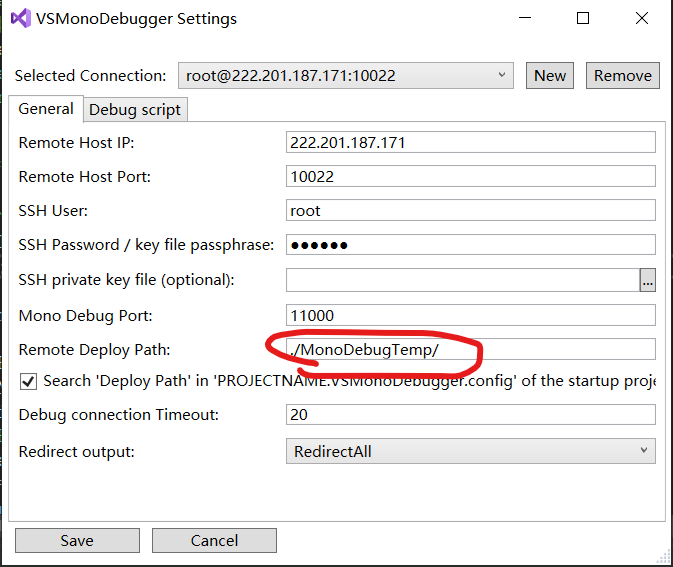 VSMonoDebugger Settings
Selected Connection: root@222.201.187.171:10022 New Remove
General Debug script
Remote Host IP: 222.201.187.171
Remote Host Port: 10022
SSH User: root
SSH Password / key file passphrase: ●●●●●●
SSH private key file (optional): ...
Mono Debug Port: 11000
Remote Deploy Path: ./MonoDebugTemp/
Search 'Deploy Path' in 'PROJECTNAME.VSMonoDebugger.config' of the startup proje
Debug connection Timeout: 20
Redirect output: RedirectAll
Save Cancel